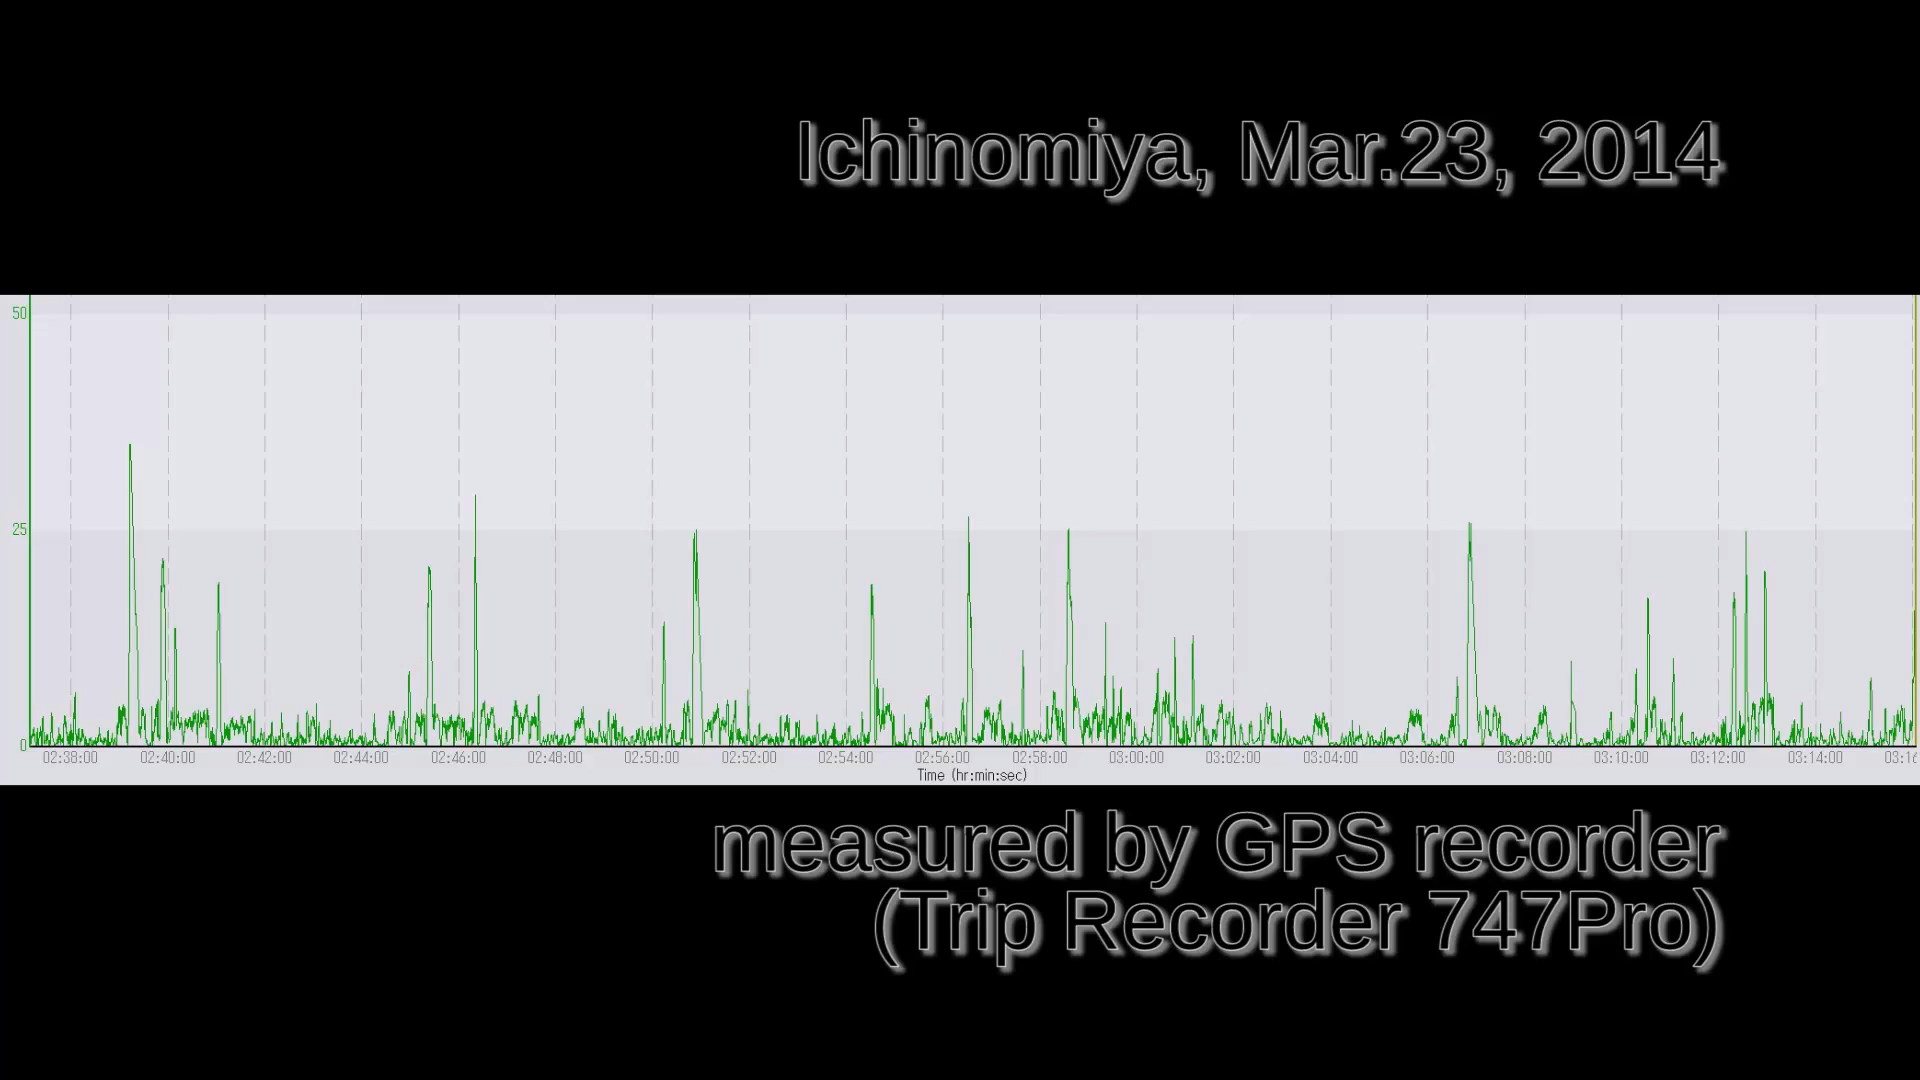 Ichinomiya, Mar.23, 2014
50
25
0
02:38:00 02:40:00 02:42:00 02:44:00 02:46:00 02:48:00 02:50:00 02:52:00 02:54:00 02:56:00 02:58:00 03:00:00 03:02:00 03:04:00 03:06:00 03:08:00 03:10:00 03:12:00 03:14:00 03:16
Time (hr:min:sec)
measured by GPS recorder
(Trip Recorder 747Pro)